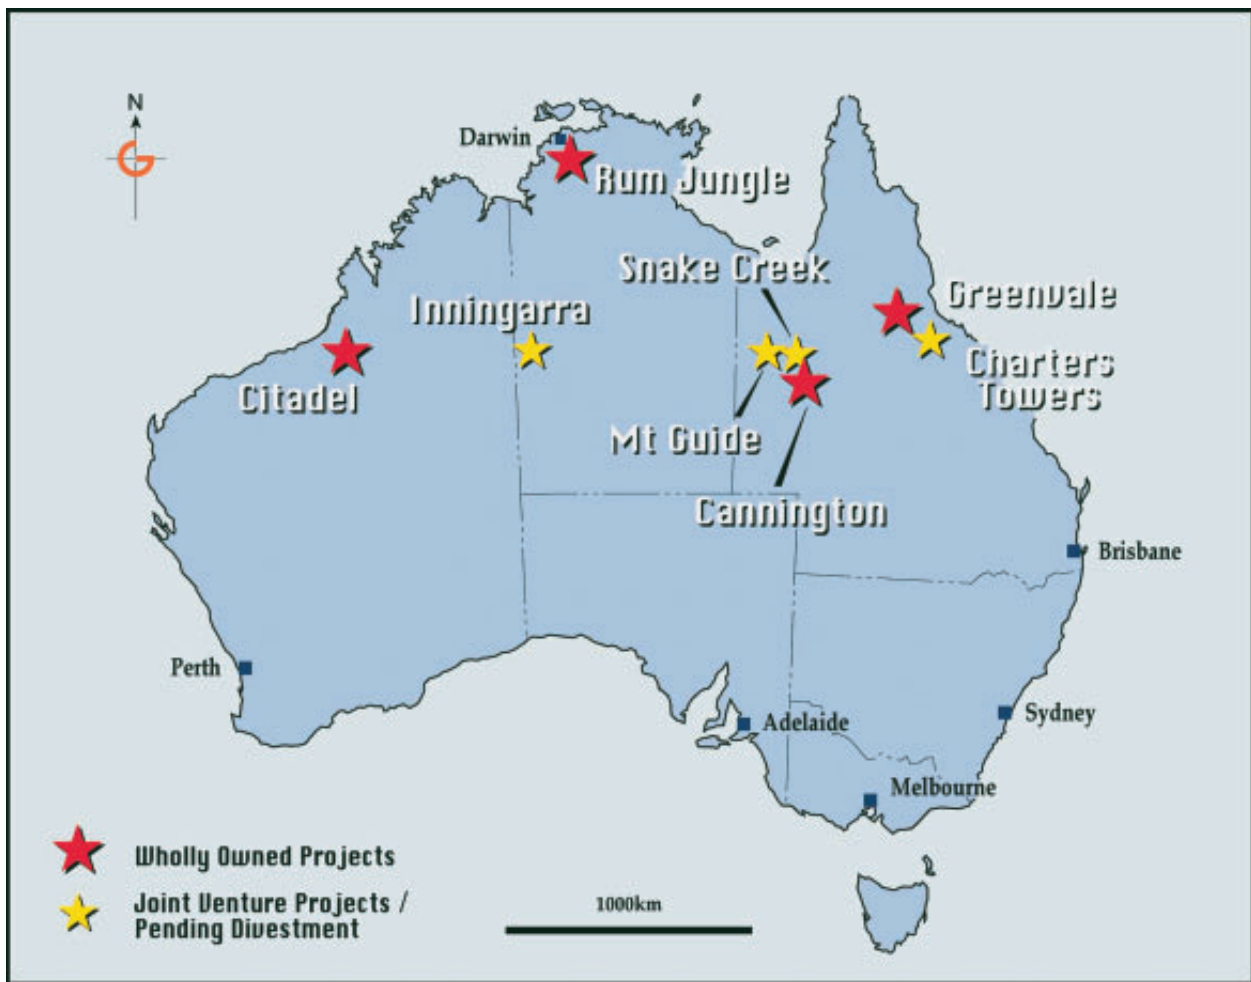 N
Darwin
Rum Jungle
Snake Creek
Greenvale
Inningarra
Charters
Towers
Citadel
Mt Guide
Cannington
Brisbane
Perth
Sydney
Adelaide
Melbourne
Wholly Owned Projects
Joint Venture Projects /
Pending Divestment
1000km